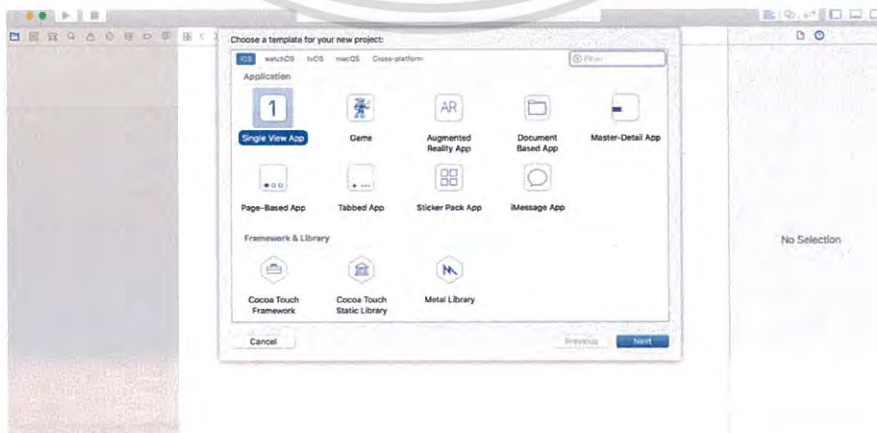 Choose a template for your new project:
iOS watchOS tvOS macOS Cross-platform Filter
Application
1 AR
Single View App Game Augmented Reality App Document Based App Master-Detail App
Page-Based App Tabbed App Sticker Pack App iMessage App
Framework & Library
No Selection
Cocoa Touch Framework Cocoa Touch Static Library Metal Library
Cancel Previous Next